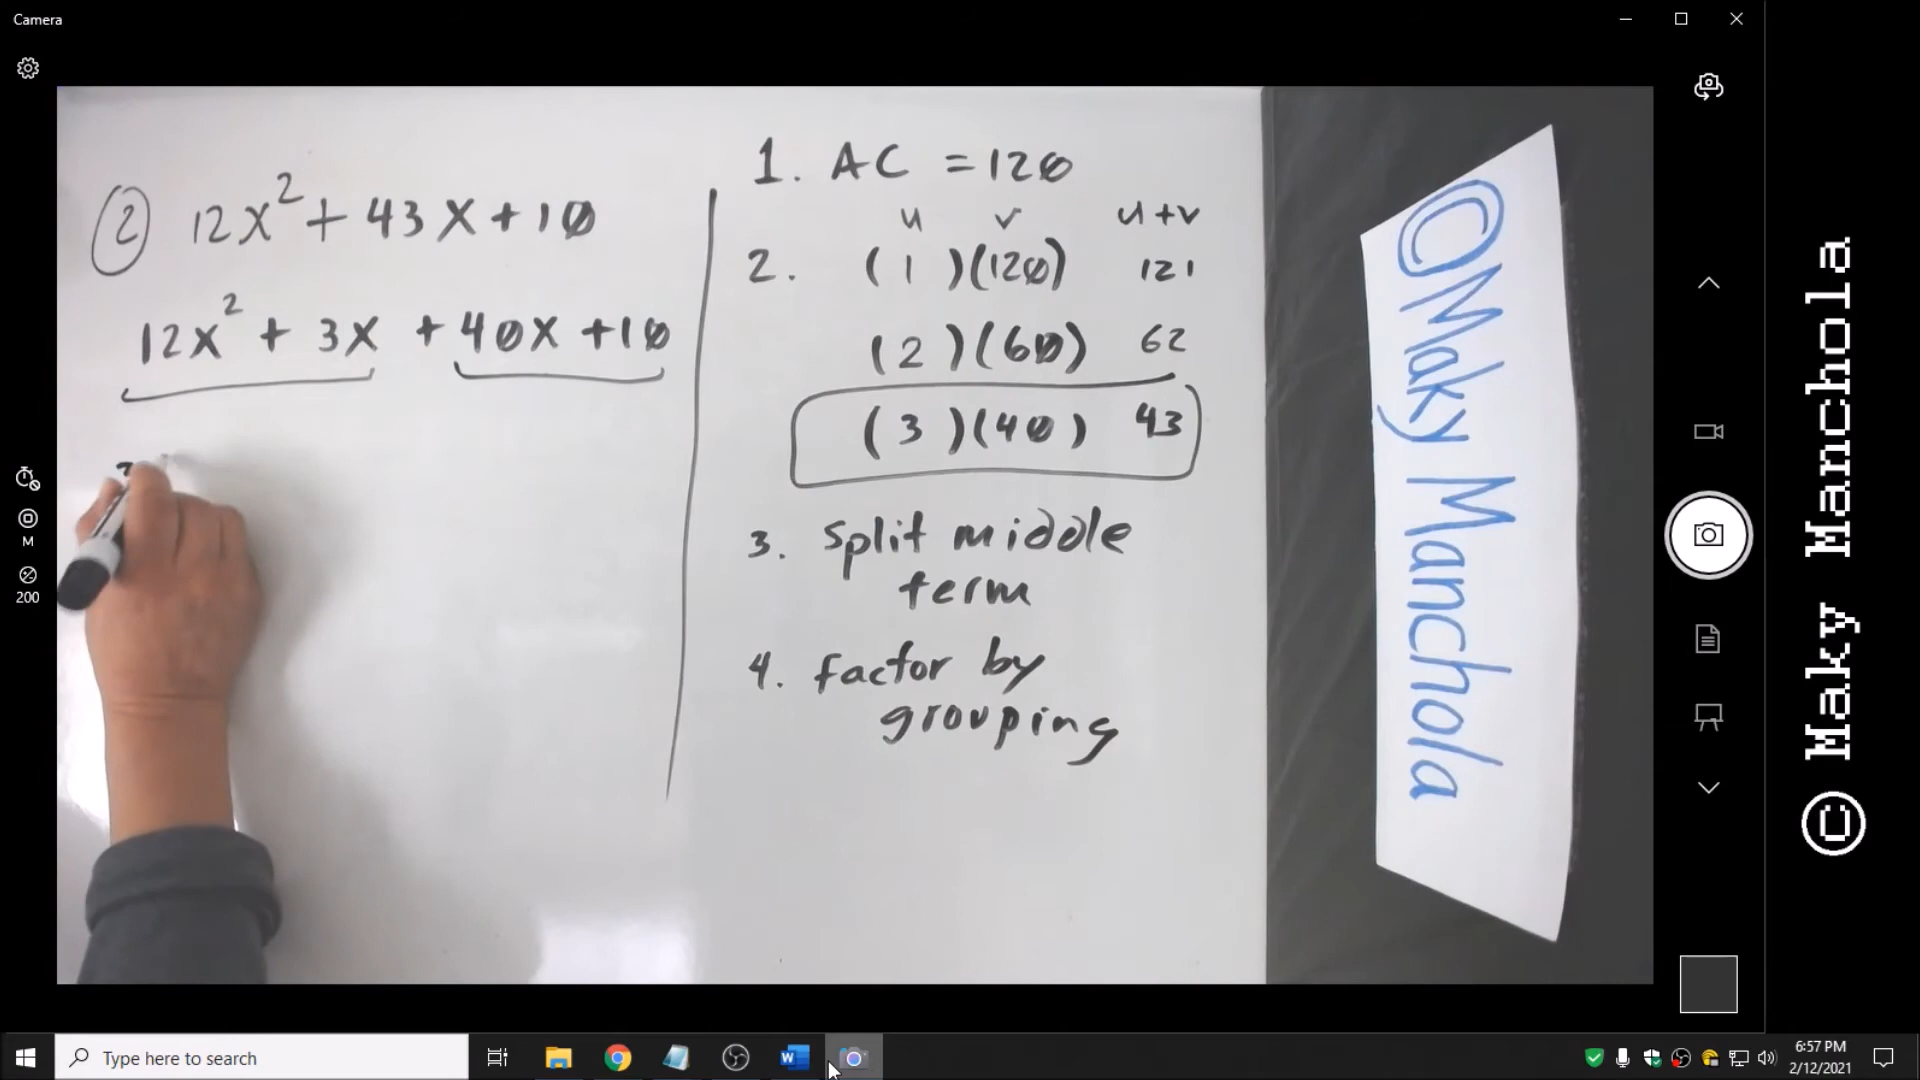 Camera
② 12x² + 43x + 10
12x² + 3x + 40x + 10
1. AC = 120
u v u+v
2. (1)(120) 121
(2)(60) 62
(3)(40) 43
3. split middle
term
4. factor by
grouping
©Maky Manchola
© Maky Manchola
M
200
Type here to search
6:57 PM
2/12/2021